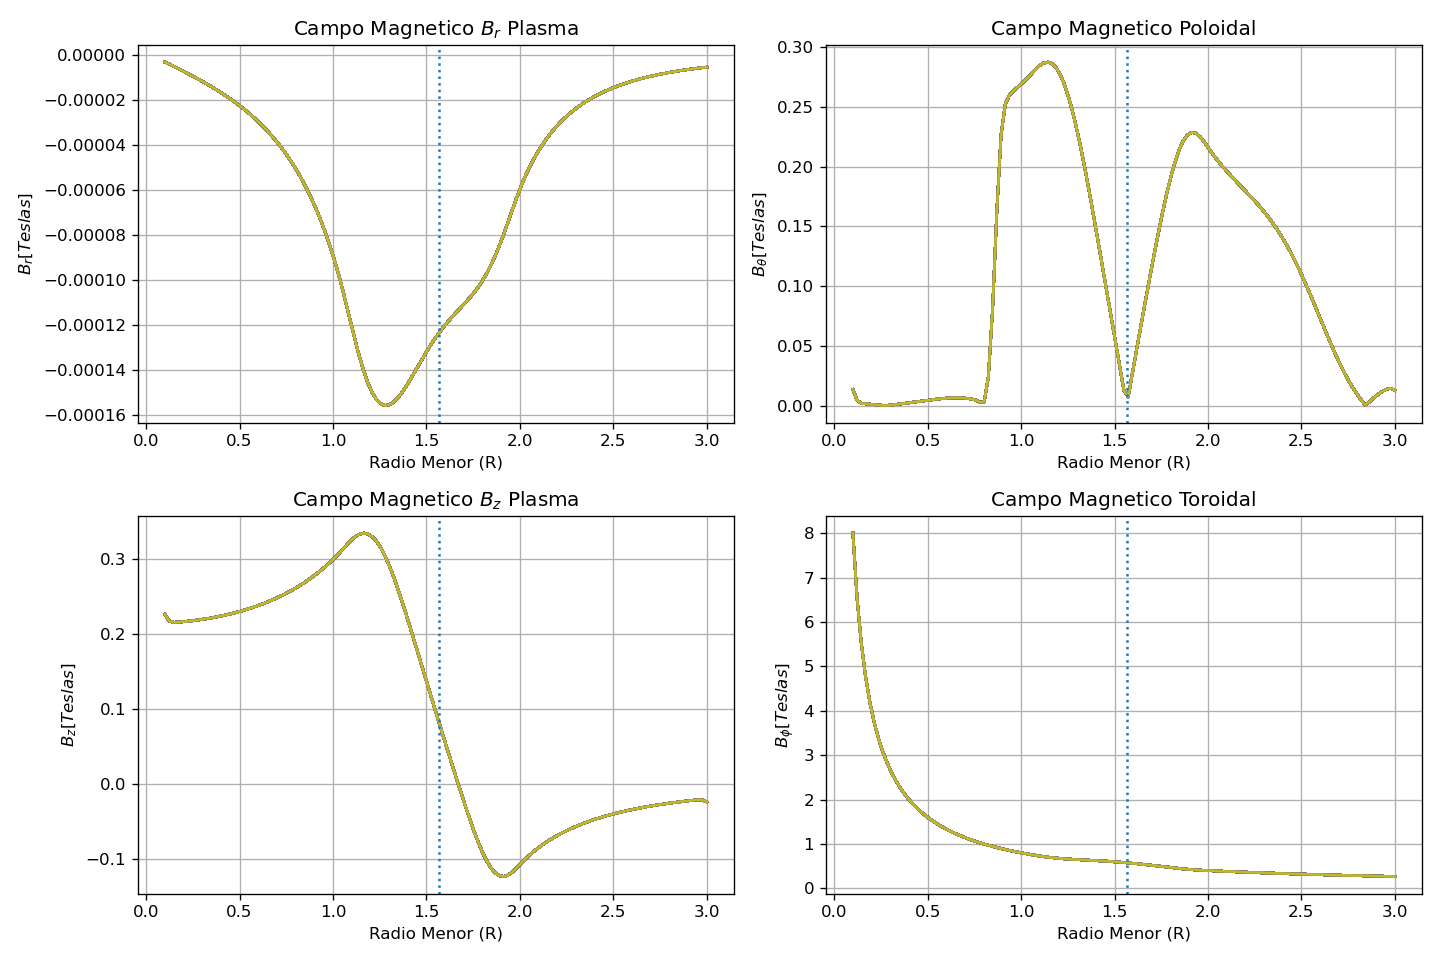 Campo Magnetico $B_r$ Plasma
0.00000
−0.00002
−0.00004
−0.00006
−0.00008
−0.00010
−0.00012
−0.00014
−0.00016
$B_r[Teslas]$
0.0 0.5 1.0 1.5 2.0 2.5 3.0
Radio Menor (R)
Campo Magnetico Poloidal
0.30
0.25
0.20
0.15
0.10
0.05
0.00
$B_θ[Teslas]$
0.0 0.5 1.0 1.5 2.0 2.5 3.0
Radio Menor (R)
Campo Magnetico $B_z$ Plasma
0.3
0.2
0.1
0.0
−0.1
$B_z[Teslas]$
0.0 0.5 1.0 1.5 2.0 2.5 3.0
Radio Menor (R)
Campo Magnetico Toroidal
8
7
6
5
4
3
2
1
0
$B_ϕ[Teslas]$
0.0 0.5 1.0 1.5 2.0 2.5 3.0
Radio Menor (R)